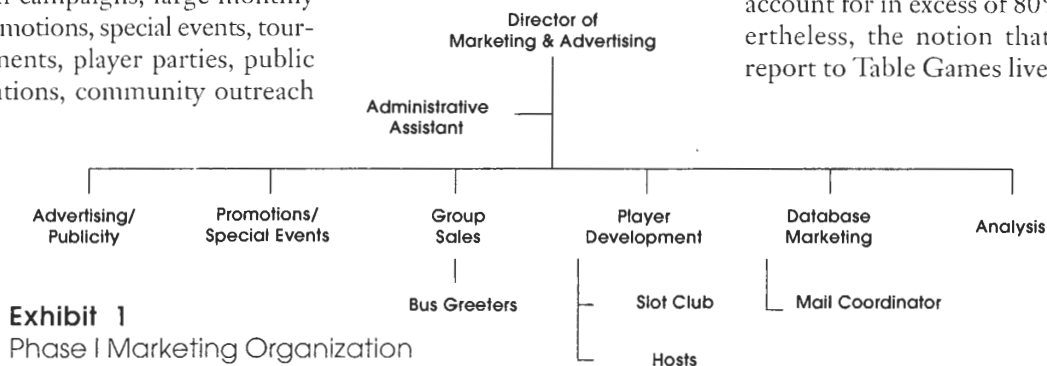 motions, special events, tour-
ments, player parties, public
tions, community outreach
account for in excess of 80
ertheless, the notion that
report to Table Games live
Director of
Marketing & Advertising
Administrative
Assistant
Advertising/
Publicity
Promotions/
Special Events
Group
Sales
Player
Development
Database
Marketing
Analysis
Bus Greeters
Slot Club
Hosts
Mail Coordinator
Exhibit 1
Phase I Marketing Organization